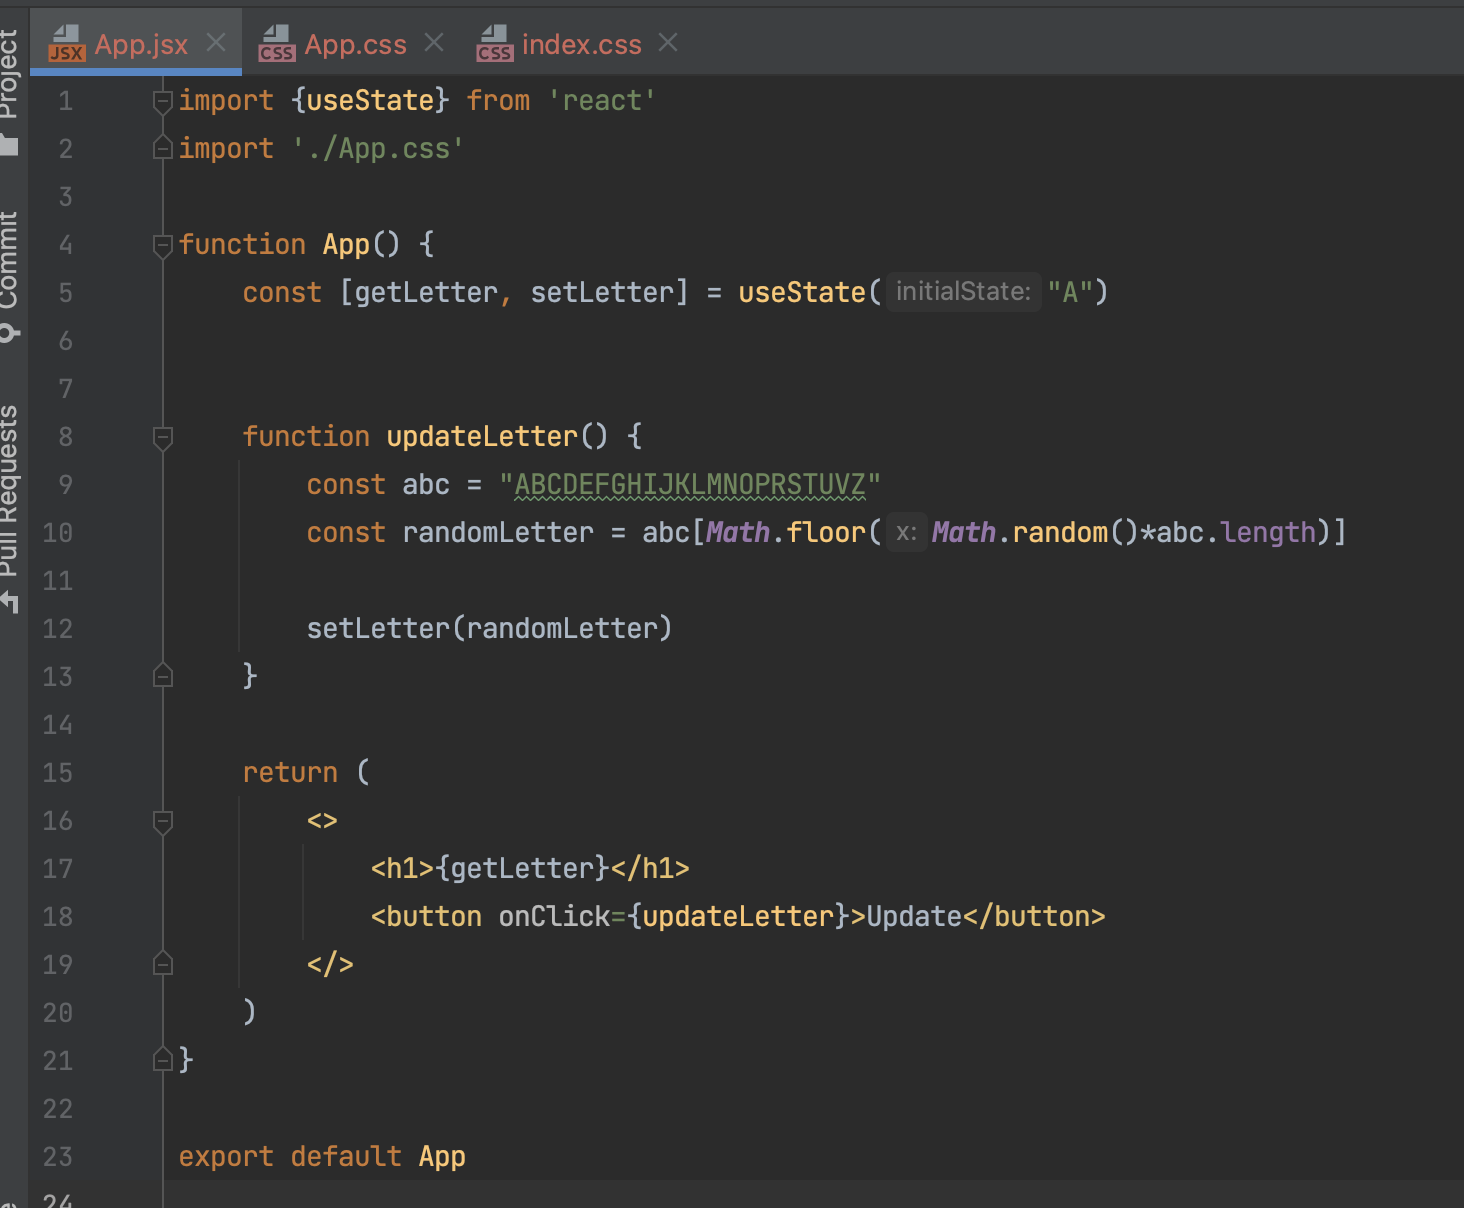 Project
Commit
Pull Requests
JSX App.jsx
CSS App.css
CSS index.css
1 import {useState} from 'react'
2 import './App.css'
3
4 function App() {
5 const [getLetter, setLetter] = useState( initialState: "A")
6
7
8 function updateLetter() {
9 const abc = "ABCDEFGHIJKLMNOPRSTUVZ"
10 const randomLetter = abc[Math.floor( x: Math.random()*abc.length)]
11
12 setLetter(randomLetter)
13 }
14
15 return (
16 <>
17 <h1>{getLetter}</h1>
18 <button onClick={updateLetter}>Update</button>
19 </>
20 )
21 }
22
23 export default App
24